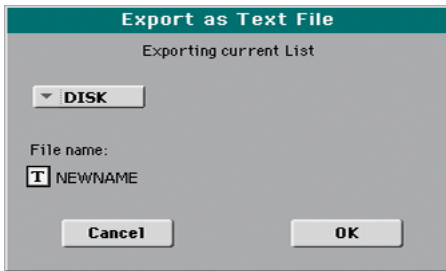 Export as Text File
Exporting current List
DISK
File name:
T NEWNAME
Cancel OK